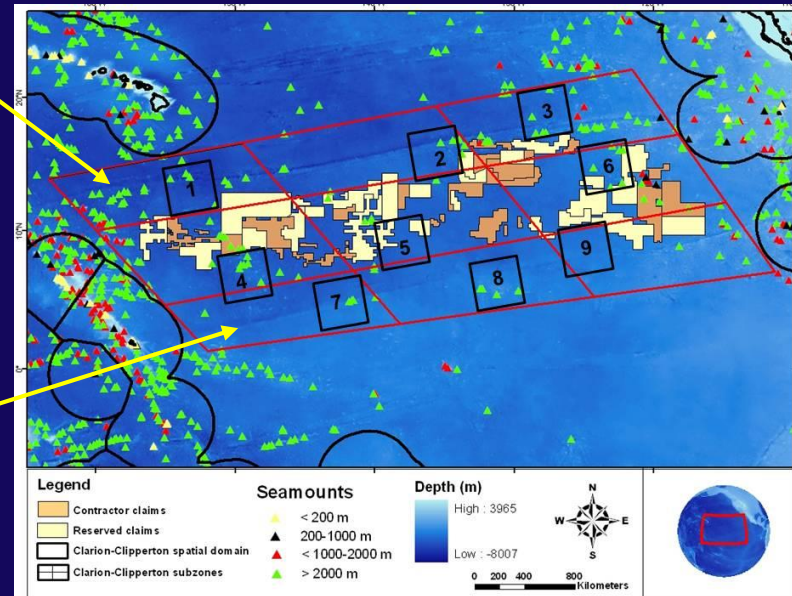 20°N
3
2
1
6
10°N
5
9
4
8
7
0°
Legend
Contractor claims
Reserved claims
Clarion-Clipperton spatial domain
Clarion-Clipperton subzones
Seamounts
< 200 m
200-1000 m
< 1000-2000 m
> 2000 m
Depth (m)
High : 3965
Low : -8007
N
W E
S
0 200 400 800
Kilometers